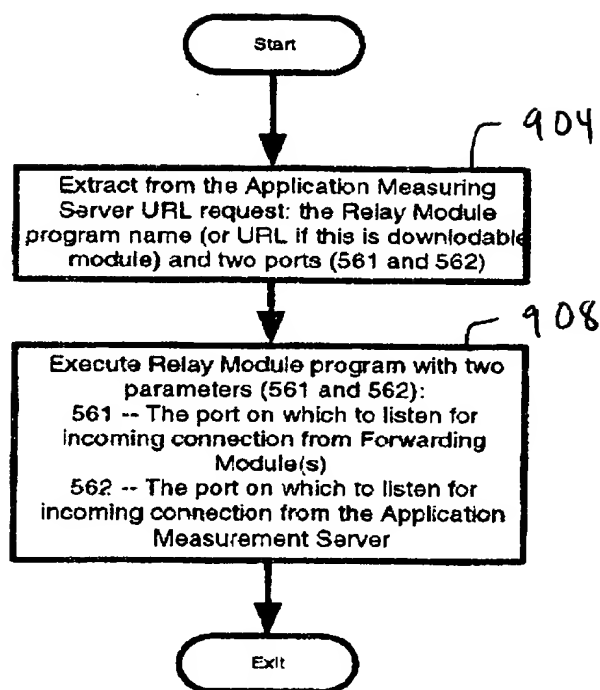 Start
904
Extract from the Application Measuring
Server URL request: the Relay Module
program name (or URL if this is downlodable
module) and two ports (561 and 562)
908
Execute Relay Module program with two
parameters (561 and 562):
561 -- The port on which to listen for
incoming connection from Forwarding
Module(s)
562 -- The port on which to listen for
incoming connection from the Application
Measurement Server
Exit